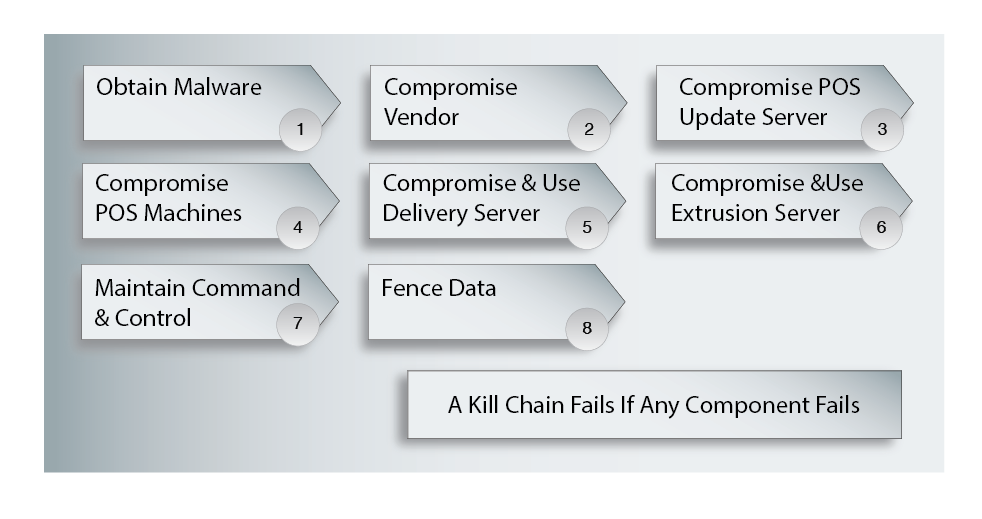 Obtain Malware
1
Compromise
Vendor
2
Compromise POS
Update Server
3
Compromise
POS Machines
4
Compromise & Use
Delivery Server
5
Compromise &Use
Extrusion Server
6
Maintain Command
& Control
7
Fence Data
8
A Kill Chain Fails If Any Component Fails